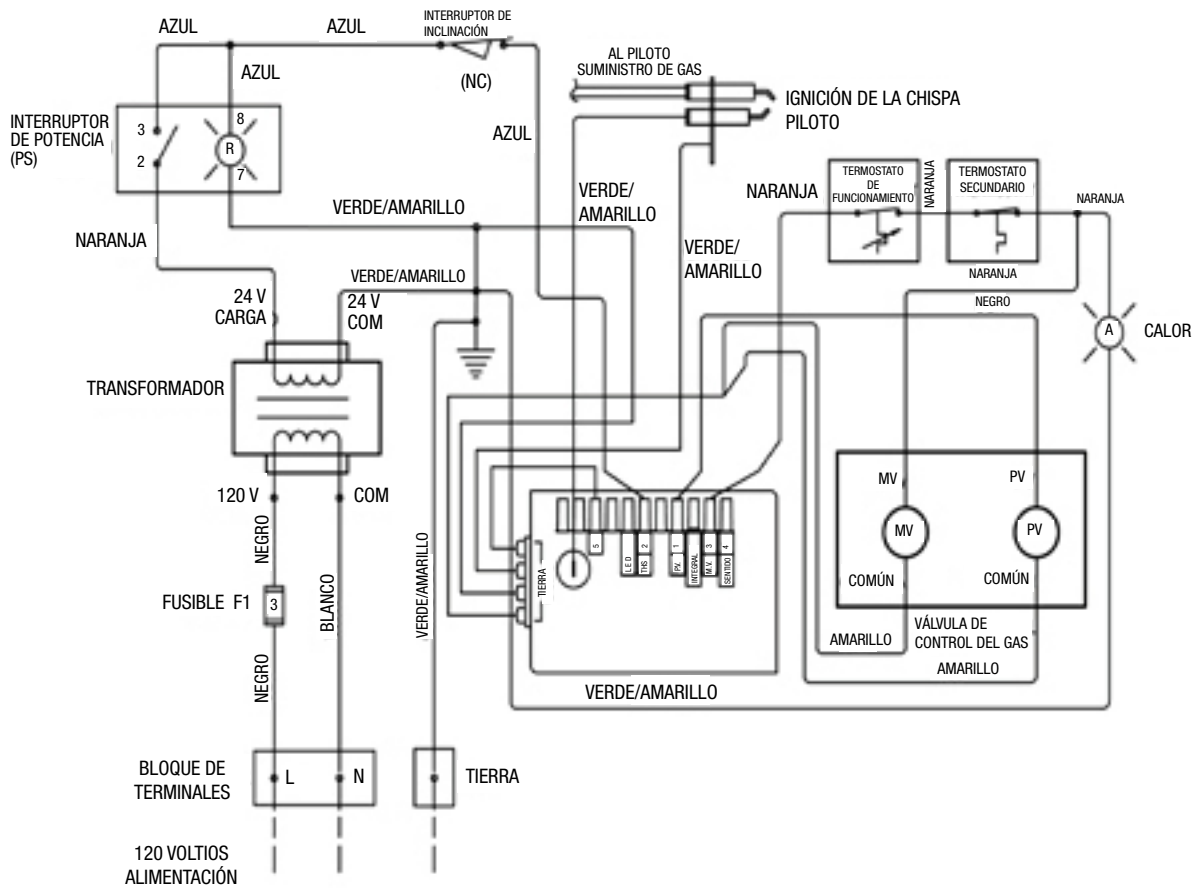 AZUL
AZUL
INTERRUPTOR DE
INCLINACIÓN
(NC)
AZUL
AL PILOTO
SUMINISTRO DE GAS
IGNICIÓN DE LA CHISPA
PILOTO
INTERRUPTOR
DE POTENCIA
(PS)
3
2
8
R
7
AZUL
VERDE/
AMARILLO
NARANJA
TERMOSTATO
DE
FUNCIONAMIENTO
NARANJA
TERMOSTATO
SECUNDARIO
NARANJA
VERDE/AMARILLO
NARANJA
VERDE/
AMARILLO
VERDE/AMARILLO
NARANJA
NEGRO
24 V
CARGA
24 V
COM
A
CALOR
TRANSFORMADOR
120 V
COM
MV
PV
MV
PV
COMÚN
COMÚN
NEGRO
FUSIBLE F1
3
BLANCO
VERDE/AMARILLO
TIERRA
5
LED
2
THS
1
PV.
INTEGRAL
3
M.V.
4
SENTIDO
NEGRO
AMARILLO
VÁLVULA DE
CONTROL DEL GAS
AMARILLO
VERDE/AMARILLO
BLOQUE DE
TERMINALES
L
N
TIERRA
120 VOLTIOS
ALIMENTACIÓN